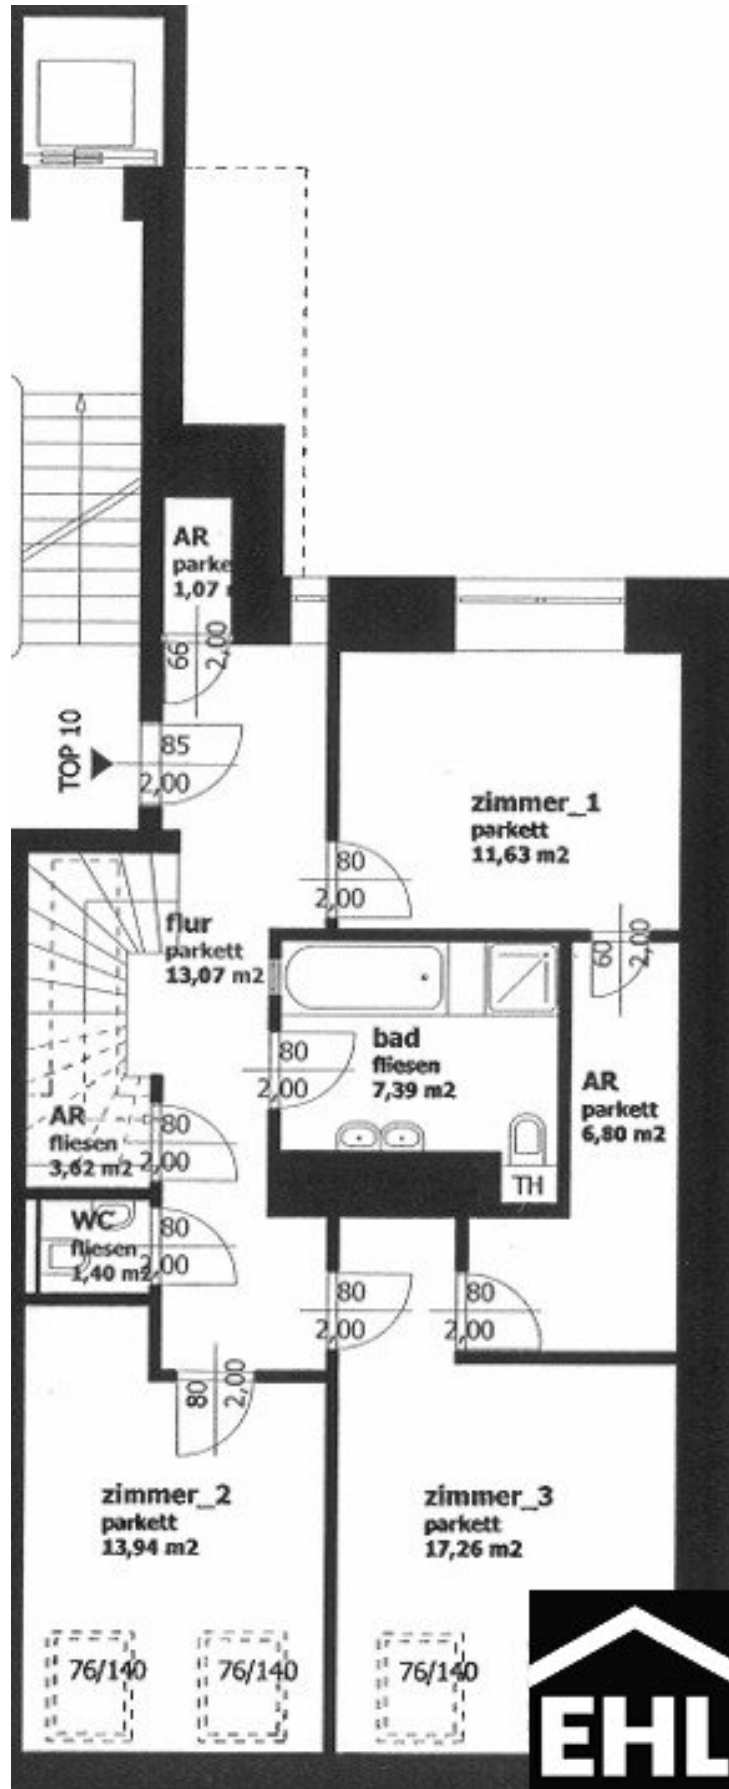 AR
parke
1,07
66
2,00
TOP 10
85
2,00
zimmer_1
parkett
11,63 m2
80
2,00
flur
parkett
13,07 m2
60
2,00
bad
fliesen
7,39 m2
80
2,00
AR
parkett
6,80 m2
AR
fliesen
3,62 m2
80
2,00
TH
WC
fliesen
1,40 m2
80
2,00
80
2,00
80
2,00
80
2,00
zimmer_2
parkett
13,94 m2
zimmer_3
parkett
17,26 m2
76/140
76/140
76/140
EHL